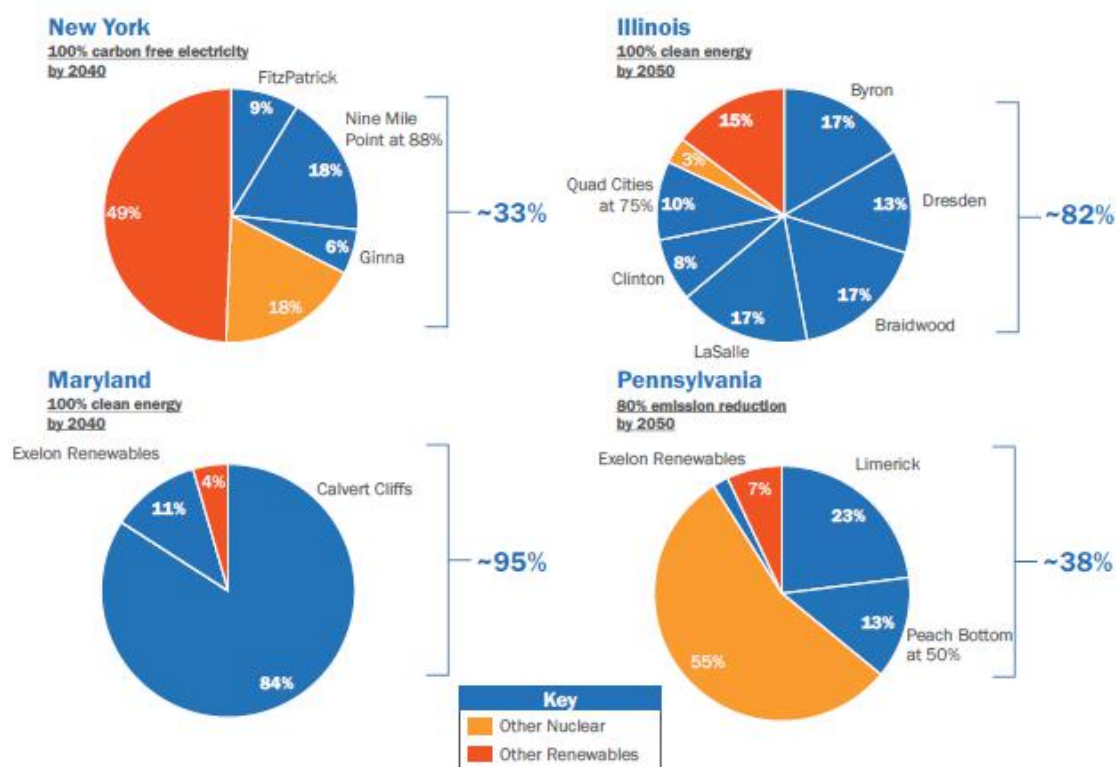 New York
100% carbon free electricity
by 2040
FitzPatrick
9%
Nine Mile
Point at 88%
18%
49%
6%
Ginna
18%
~33%
Illinois
100% clean energy
by 2050
Byron
15%
17%
3%
Quad Cities
at 75%
10%
13%
Dresden
8%
Clinton
17%
17%
Braidwood
LaSalle
~82%
Maryland
100% clean energy
by 2040
Exelon Renewables
4%
11%
Calvert Cliffs
84%
~95%
Pennsylvania
80% emission reduction
by 2050
Exelon Renewables
7%
Limerick
23%
13%
Peach Bottom
at 50%
55%
~38%
Key
Other Nuclear
Other Renewables